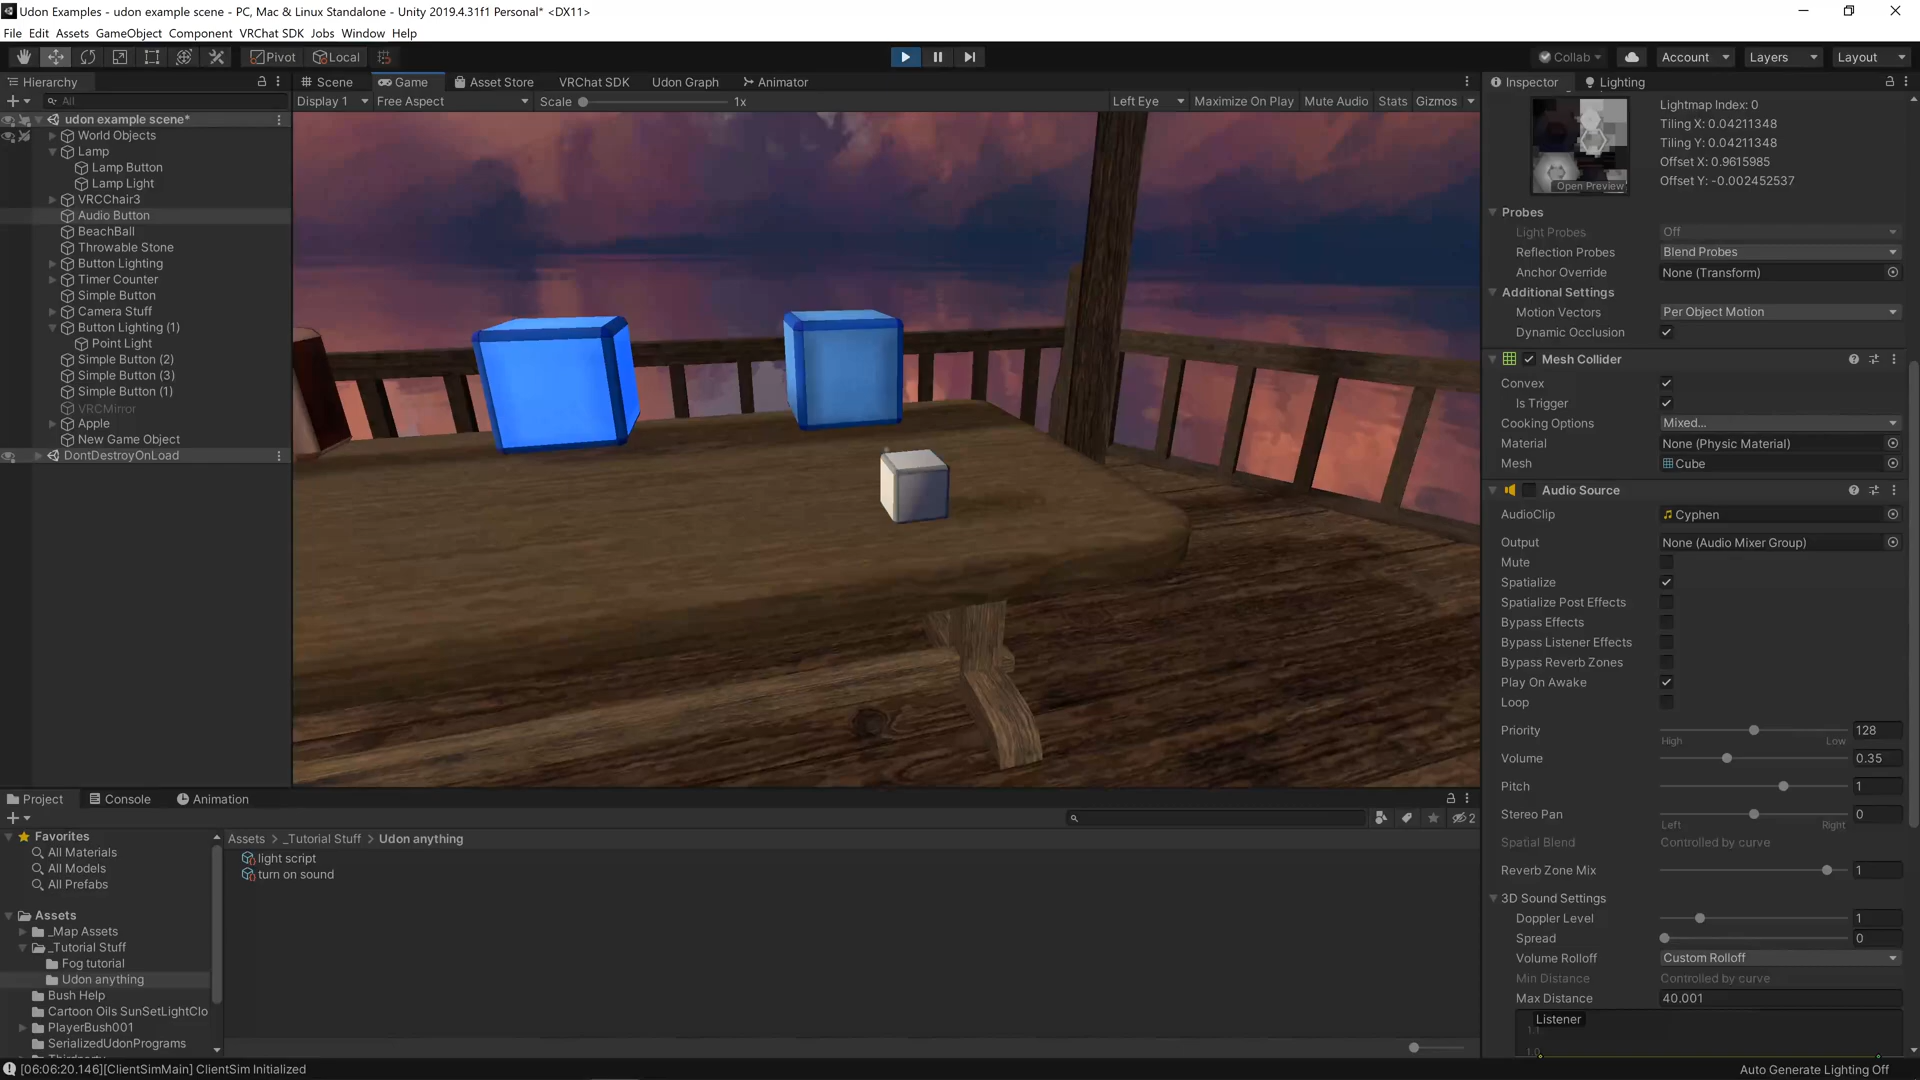 Udon Examples - udon example scene - PC, Mac & Linux Standalone - Unity 2019.4.31f1 Personal* <DX11>
File Edit Assets GameObject Component VRChat SDK Jobs Window Help
Pivot Local Collab Account Layers Layout
Hierarchy
All
udon example scene*
World Objects
Lamp
Lamp Button
Lamp Light
VRCChair3
Audio Button
BeachBall
Throwable Stone
Button Lighting
Timer Counter
Simple Button
Camera Stuff
Button Lighting (1)
Point Light
Simple Button (2)
Simple Button (3)
Simple Button (1)
VRCMirror
Apple
New Game Object
DontDestroyOnLoad
Scene Game Asset Store VRChat SDK Udon Graph Animator
Display 1 Free Aspect Scale 1x Left Eye Maximize On Play Mute Audio Stats Gizmos
Inspector Lighting
Open Preview
Lightmap Index: 0
Tiling X: 0.04211348
Tiling Y: 0.04211348
Offset X: 0.9615985
Offset Y: -0.002452537
Probes
Light Probes Off
Reflection Probes Blend Probes
Anchor Override None (Transform)
Additional Settings
Motion Vectors Per Object Motion
Dynamic Occlusion
Mesh Collider
Convex
Is Trigger
Cooking Options Mixed...
Material None (Physic Material)
Mesh Cube
Audio Source
AudioClip Cyphen
Output None (Audio Mixer Group)
Mute
Spatialize
Spatialize Post Effects
Bypass Effects
Bypass Listener Effects
Bypass Reverb Zones
Play On Awake
Loop
Priority 128
High Low
Volume 0.35
Pitch 1
Stereo Pan 0
Left Right
Spatial Blend Controlled by curve
Reverb Zone Mix 1
3D Sound Settings
Doppler Level 1
Spread 0
Volume Rolloff Custom Rolloff
Min Distance Controlled by curve
Max Distance 40.001
Listener
1.1
1.0
Project Console Animation
2
Favorites
All Materials
All Models
All Prefabs
Assets
_Map Assets
_Tutorial Stuff
Fog tutorial
Udon anything
Bush Help
Cartoon Oils SunSetLightClo
PlayerBush001
SerializedUdonPrograms
Assets > _Tutorial Stuff > Udon anything
light script
turn on sound
[06:06:20.146][ClientSimMain] ClientSim Initialized
Auto Generate Lighting Off